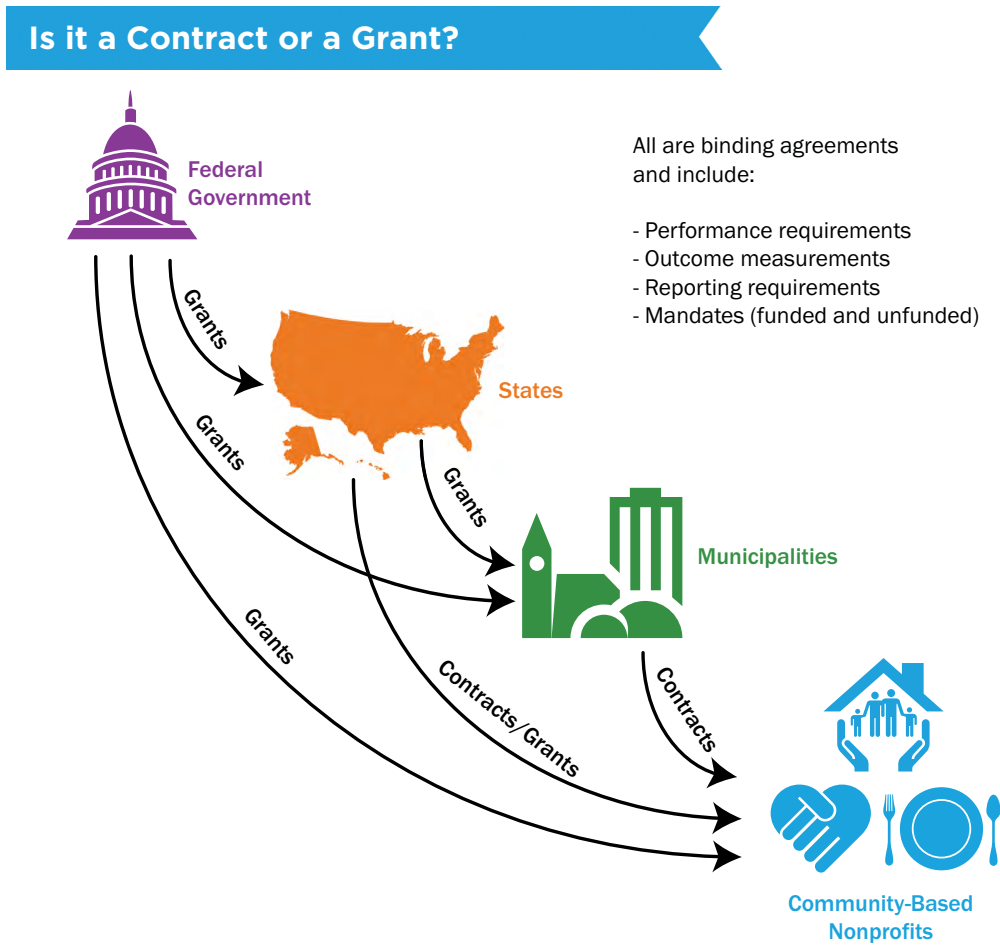 Is it a Contract or a Grant?
Federal
Government
All are binding agreements
and include:
- Performance requirements
- Outcome measurements
- Reporting requirements
- Mandates (funded and unfunded)
Grants
States
Grants
Grants
Municipalities
Grants
Contracts/Grants
Contracts
Community-Based
Nonprofits